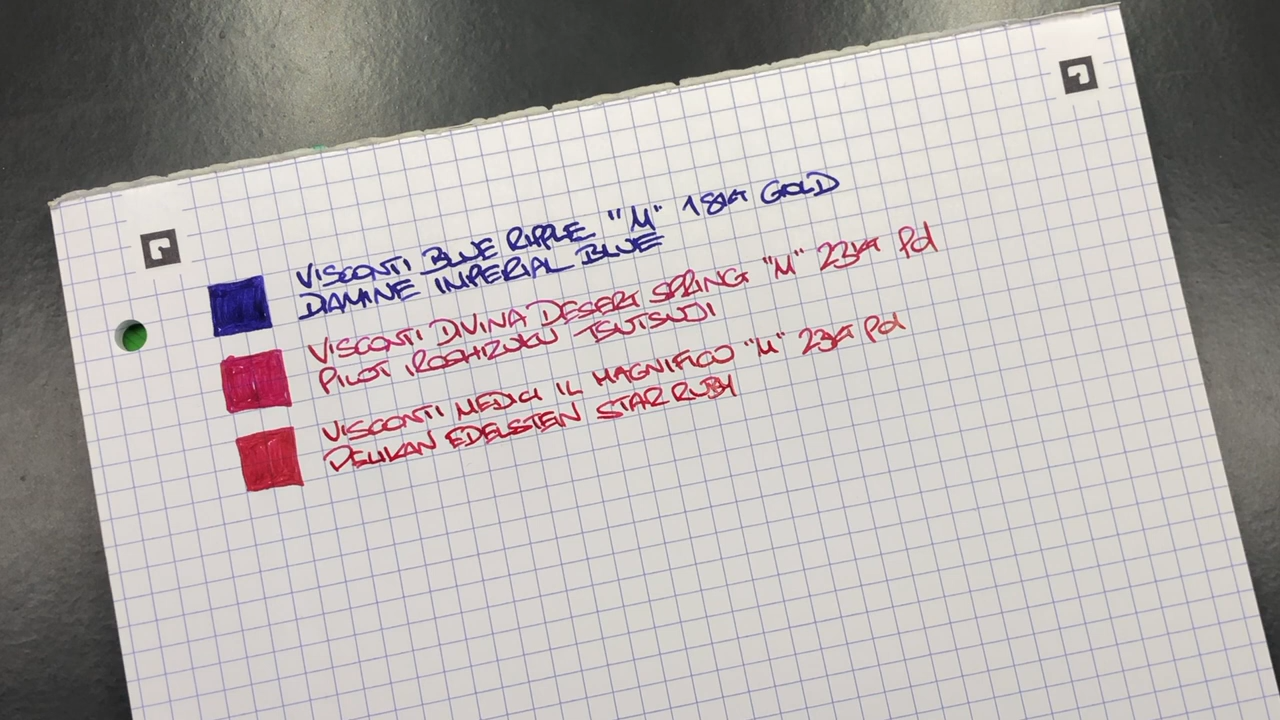 VISCONTI BLUE RIPPLE "M" 18kt GOLD
DIAMINE IMPERIAL BLUE
VISCONTI DIVINA DESERT SPRING "M" 23kt Pd
PILOT IROSHIZUKU TSUTSUJI
VISCONTI MEDICI IL MAGNIFICO "M" 23kt Pd
PELIKAN EDELSTEIN STAR RUBY